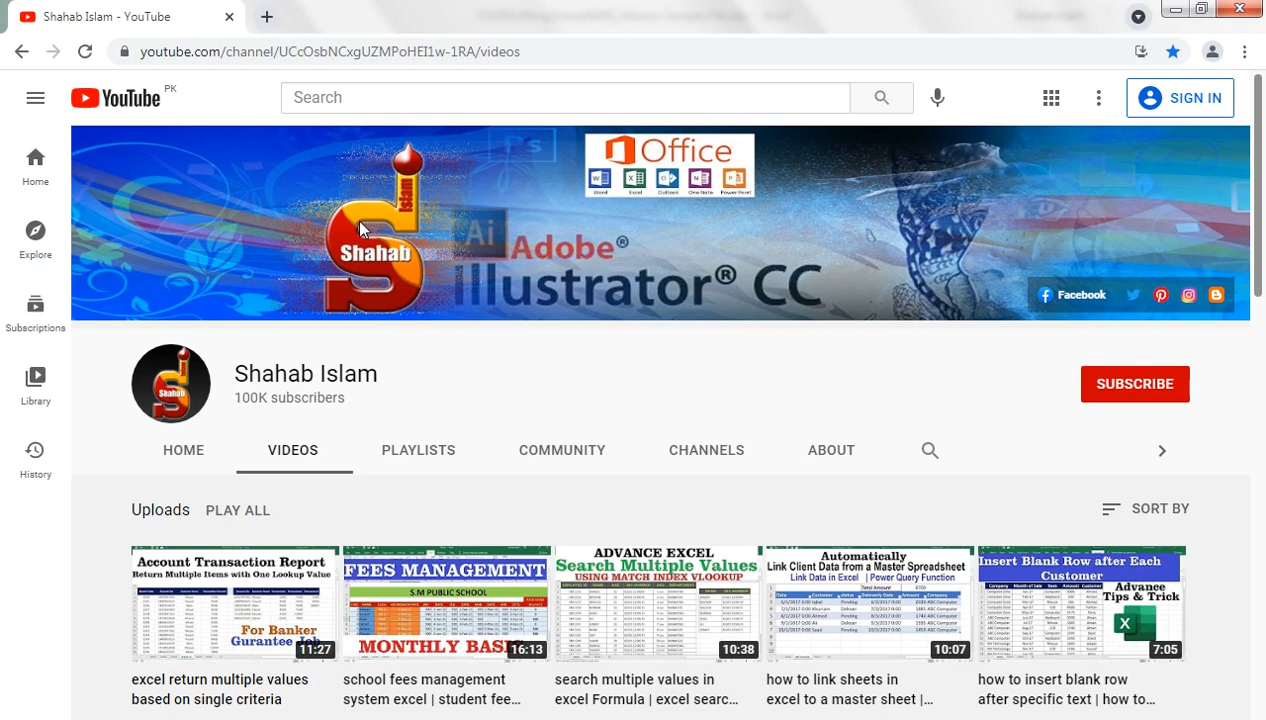 Shahab Islam - YouTube
youtube.com/channel/UCcOsbNCxgUZMPoHEI1w-1RA/videos
YouTube PK
Search
SIGN IN
Home
Explore
Subscriptions
Library
History
Ps
Office
Word Excel Outlook One Note Power Point
Islam
Shahab
Ai
Adobe®
Illustrator® CC
Facebook
Shahab
Shahab Islam
100K subscribers
SUBSCRIBE
HOME VIDEOS PLAYLISTS COMMUNITY CHANNELS ABOUT
Uploads PLAY ALL
SORT BY
Account Transaction Report
Return Multiple Items with One Lookup Value
For Banker
Gurantee Job
11:27
excel return multiple values
based on single criteria
FEES MANAGEMENT
S.M PUBLIC SCHOOL
MONTHLY BAS
16:13
school fees management
system excel | student fee...
ADVANCE EXCEL
Search Multiple Values
USING MATCH INDEX VLOOKUP
10:38
search multiple values in
excel Formula | excel searc...
Automatically
Link Client Data from a Master Spreadsheet
Link Data in Excel | Power Query Function
10:07
how to link sheets in
excel to a master sheet |...
Insert Blank Row after Each
Customer
Advance
Tips & Trick
X
7:05
how to insert blank row
after specific text | how to...